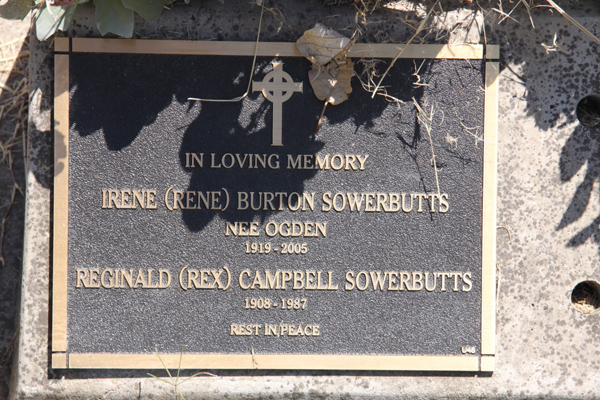 IN LOVING MEMORY
IRENE (RENE) BURTON SOWERBUTTS
NEE OGDEN
1919 - 2005
REGINALD (REX) CAMPBELL SOWERBUTTS
1908 - 1987
REST IN PEACE